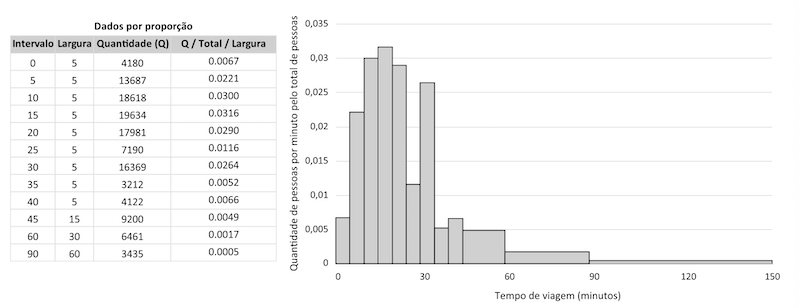 Dados por proporção
Intervalo Largura Quantidade (Q) Q / Total / Largura
0 5 4180 0.0067
5 5 13687 0.0221
10 5 18618 0.0300
15 5 19634 0.0316
20 5 17981 0.0290
25 5 7190 0.0116
30 5 16369 0.0264
35 5 3212 0.0052
40 5 4122 0.0066
45 15 9200 0.0049
60 30 6461 0.0017
90 60 3435 0.0005
Quantidade de pessoas por minuto pelo total de pessoas
0,035
0,03
0,025
0,02
0,015
0,01
0,005
0
0 30 60 90 120 150
Tempo de viagem (minutos)